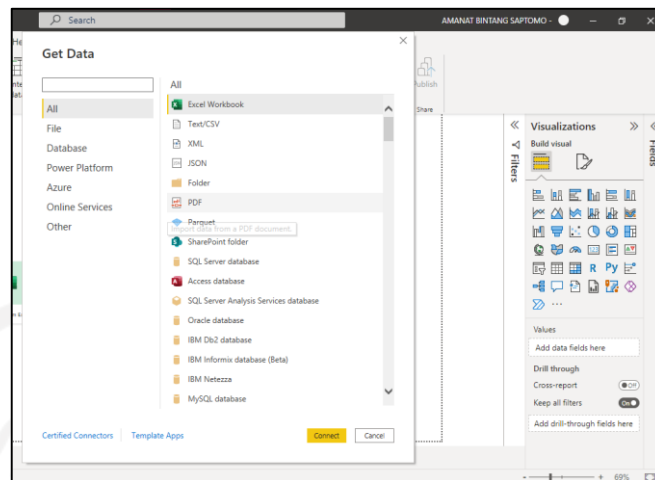 Search
AMANAT BINTANG SAPTOMO -
He
Get Data
Publish
Share
All
All
File
Database
Power Platform
Azure
Online Services
Other
Excel Workbook
Text/CSV
XML
JSON
Folder
PDF
Parquet
Import data from a PDF document.
SharePoint folder
SQL Server database
Access database
SQL Server Analysis Services database
Oracle database
IBM Db2 database
IBM Informix database (Beta)
IBM Netezza
MySQL database
Certified Connectors
Template Apps
Connect
Cancel
Filters
Visualizations
Fields
Build visual
R
Py
Values
Add data fields here
Drill through
Cross-report
Off
Keep all filters
On
Add drill-through fields here
69%